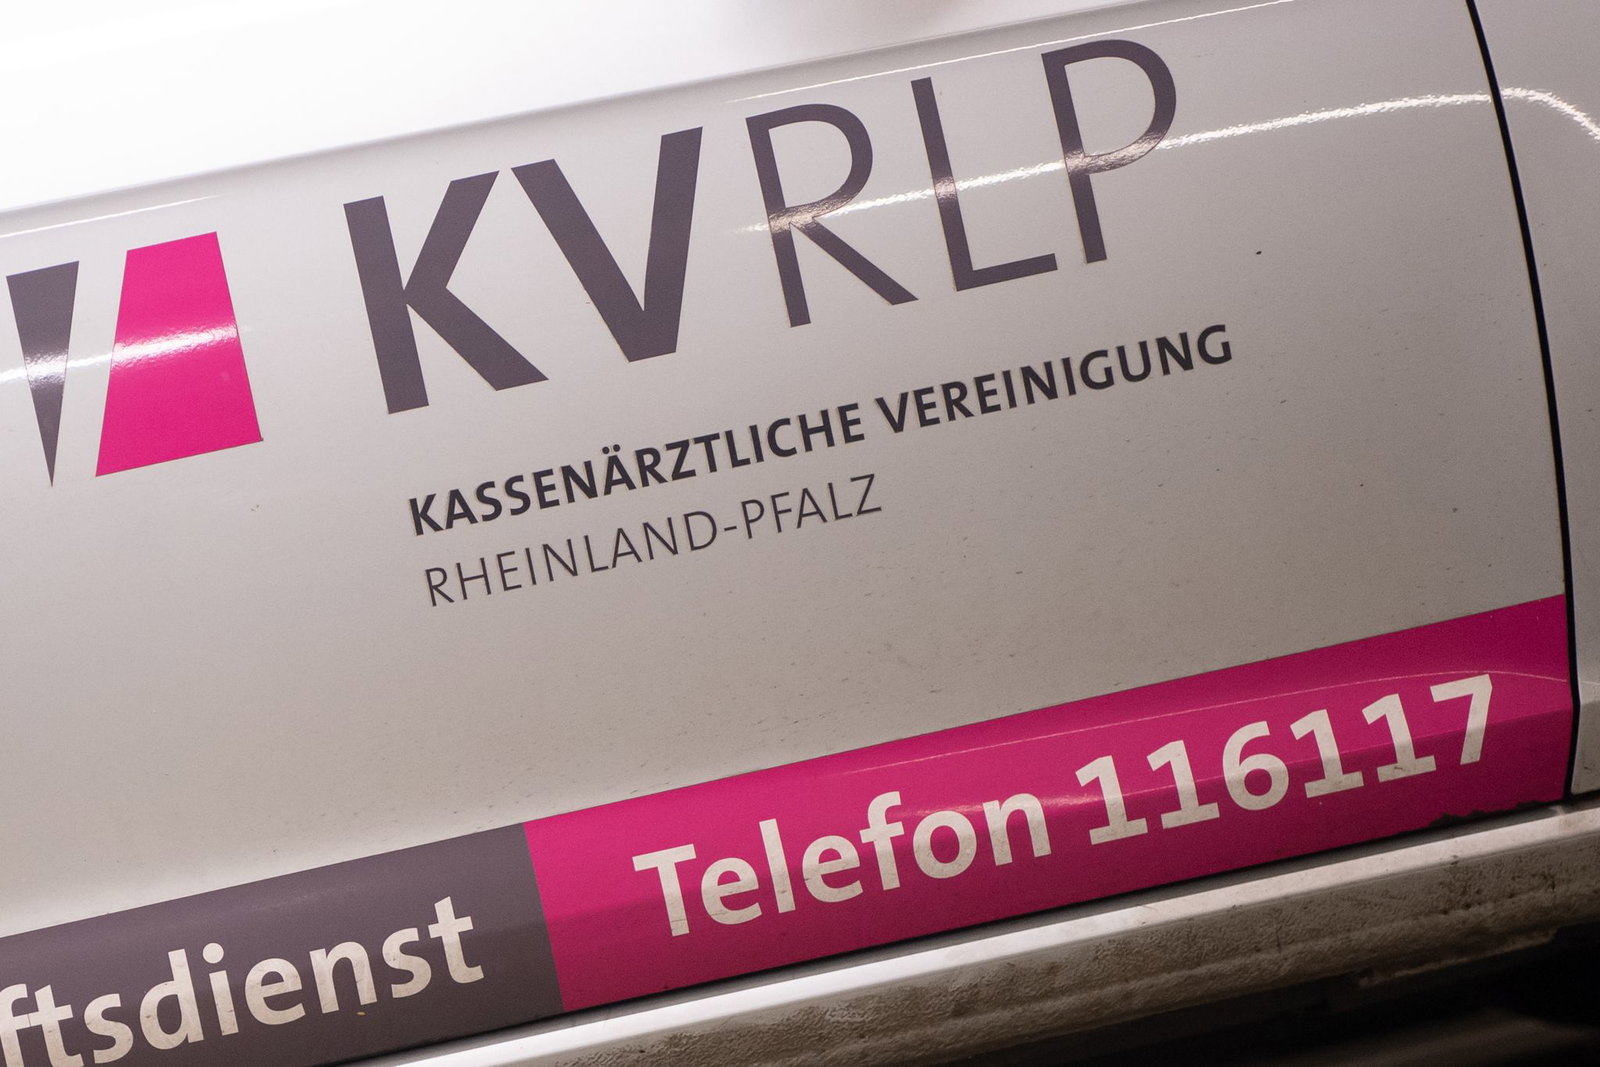 KVRLP
KASSENÄRZTLICHE VEREINIGUNG
RHEINLAND-PFALZ
ftsdienst Telefon 116117